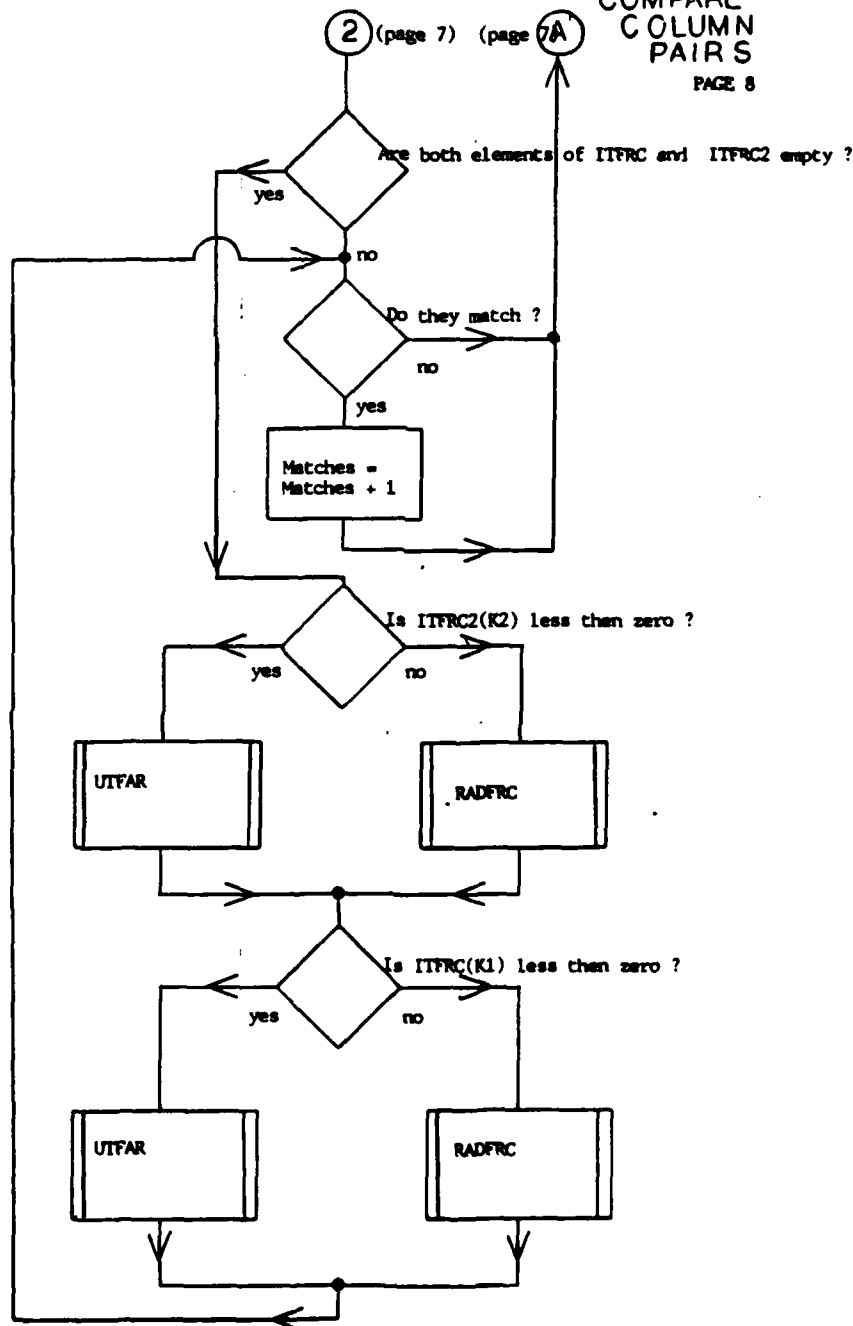 COMPARE
COLUMN
PAIRS
PAGE 8
2 (page 7) (page 7) A
Are both elements of ITFRC and ITFRC2 empty ?
yes
no
Do they match ?
no
yes
Matches =
Matches + 1
Is ITFRC2(K2) less then zero ?
yes
no
UTFAR
RADFRC
Is ITFRC(K1) less then zero ?
yes
no
UTFAR
RADFRC